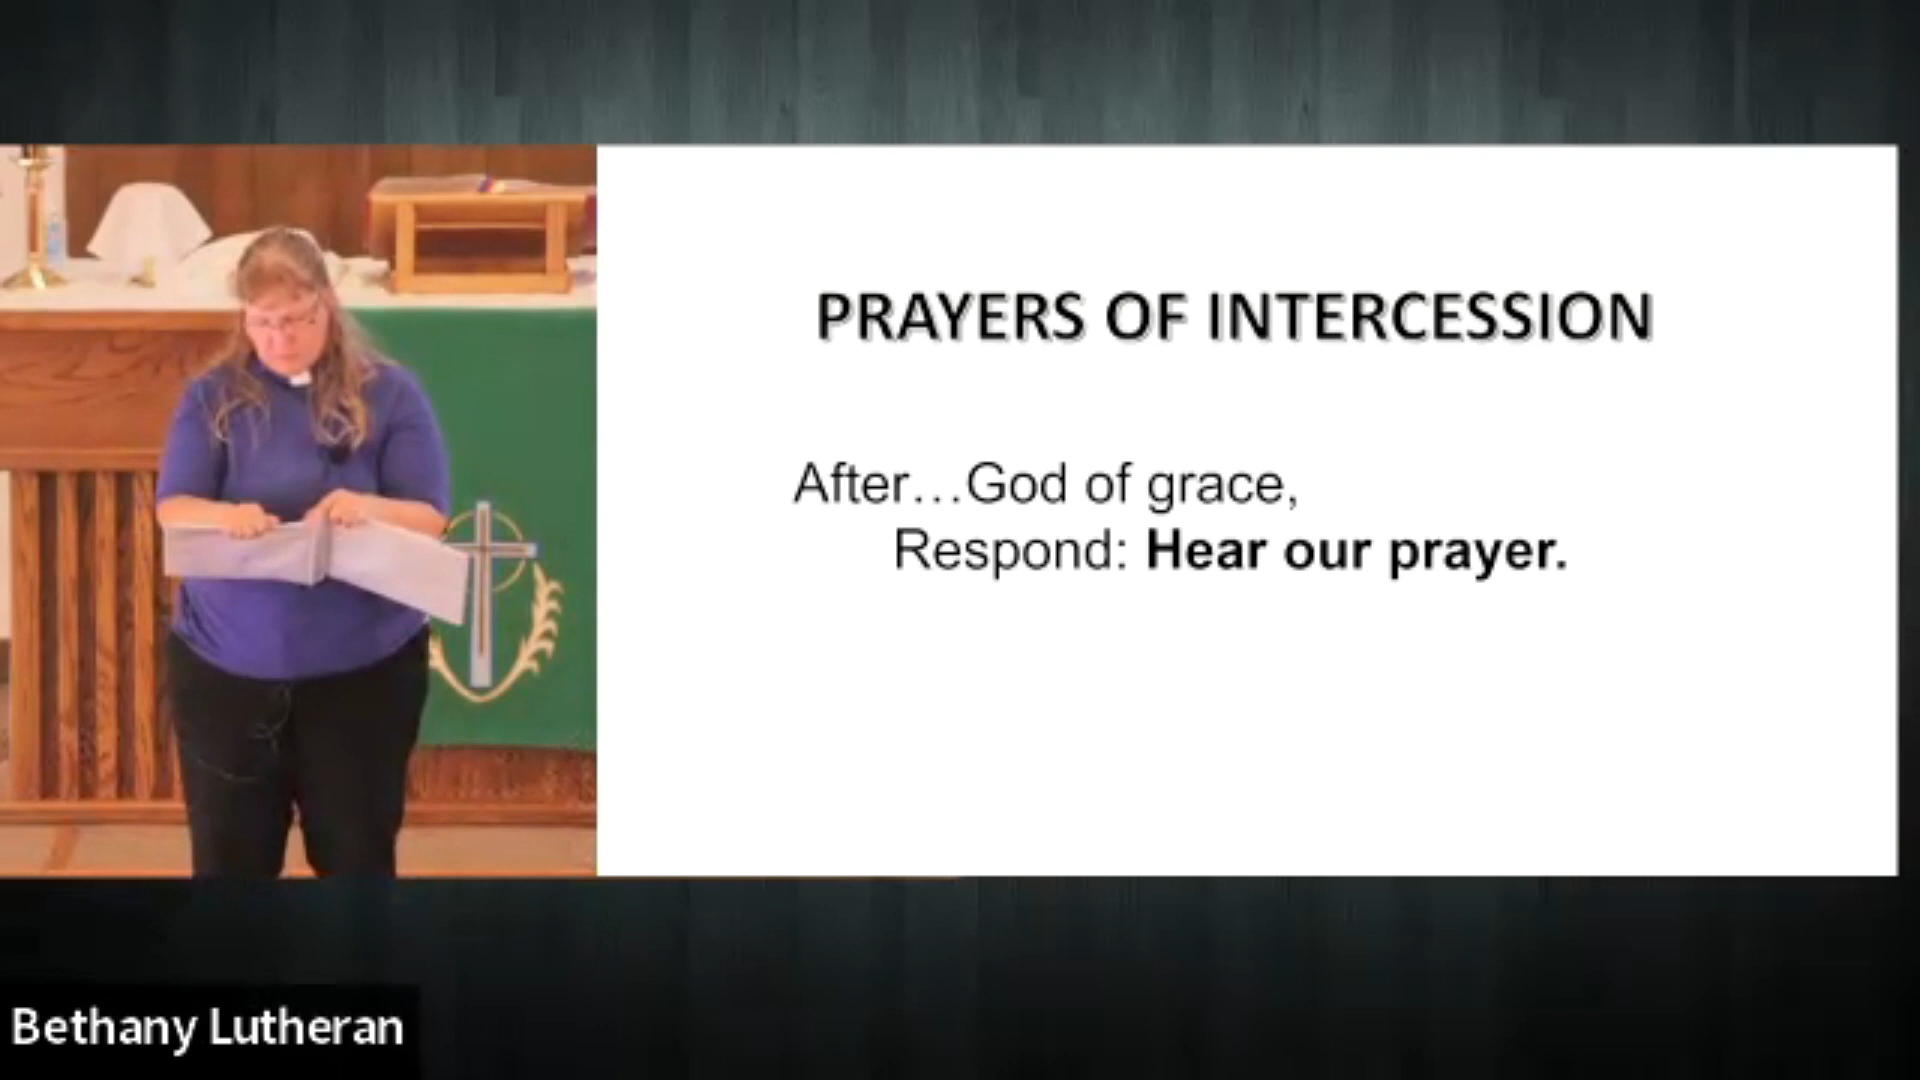 PRAYERS OF INTERCESSION
After…God of grace,
Respond: Hear our prayer.
Bethany Lutheran